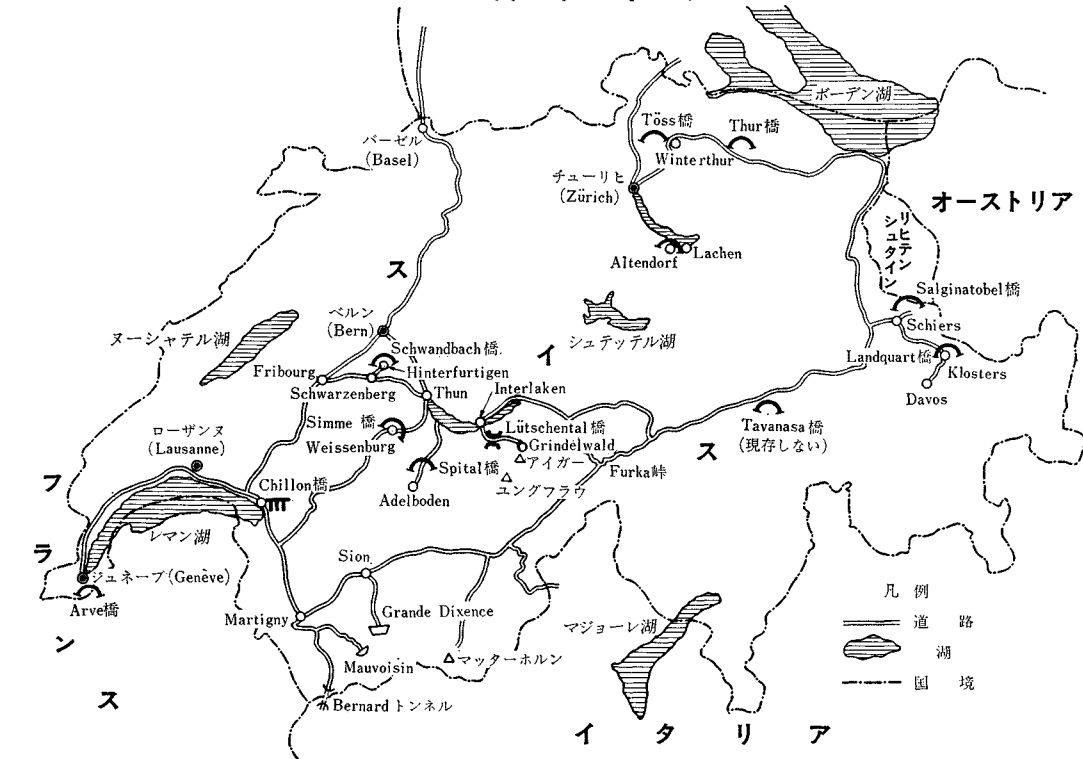 ボーデン湖
Töss橋
Thur橋
バーゼル
(Basel)
Winterthur
チューリヒ
(Zürich)
オーストリア
リヒテン
シュタイン
Altendorf
Lachen
Salginatobel橋
Schiers
ベルン
(Bern)
ヌーシャテル湖
シュテッテル湖
Schwandbach橋
Hinterfurtigen
Landquart橋
Klosters
Davos
Fribourg
Schwarzenberg
Thun
Interlaken
Simme 橋
Weissenburg
Lütschental橋
Grindelwald
アイガー
ユングフラウ
Tavanasa橋
(現存しない)
ローザンヌ
(Lausanne)
Spital橋
Adelboden
Furka峠
Chillon橋
レマン湖
ジュネーブ(Genève)
Arve橋
Sion
Martigny
Grande Dixence
Mauvoisin
マッターホルン
Bernardトンネル
マジョーレ湖
スイス
フランス
イタリア
凡例
道路
湖
国境